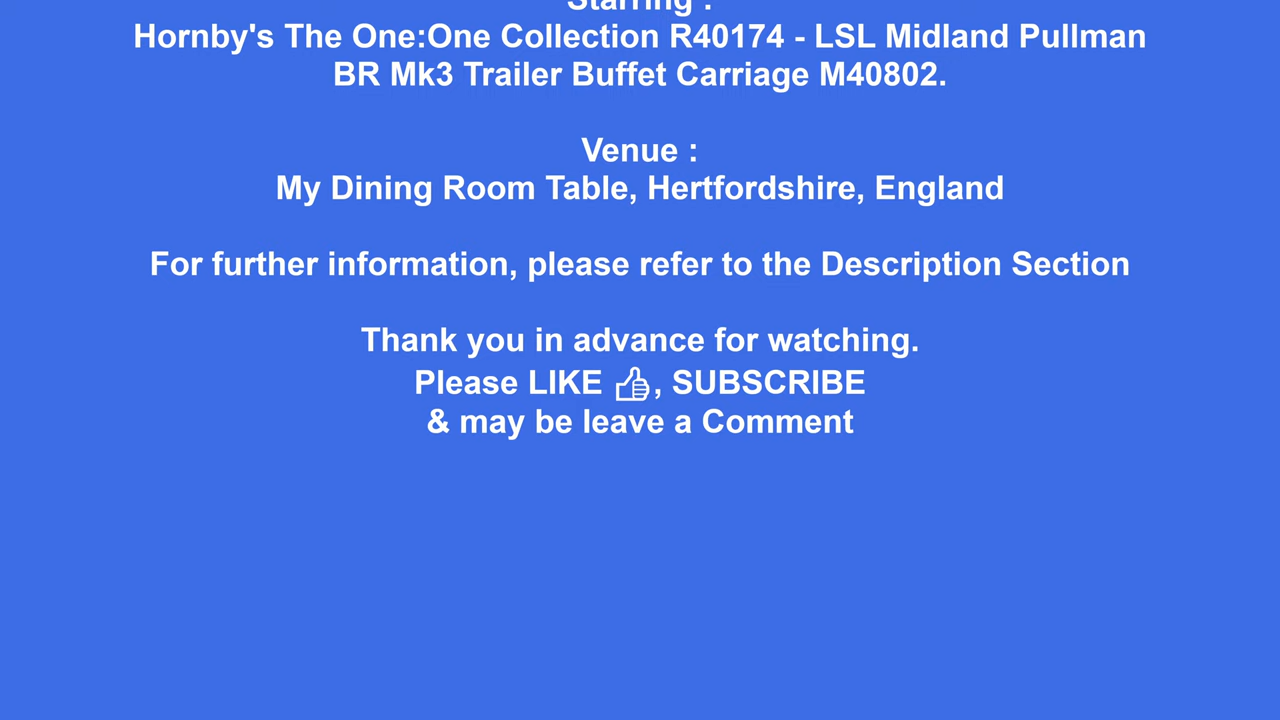 Starring :
Hornby's The One:One Collection R40174 - LSL Midland Pullman
BR Mk3 Trailer Buffet Carriage M40802.
Venue :
My Dining Room Table, Hertfordshire, England
For further information, please refer to the Description Section
Thank you in advance for watching.
Please LIKE 👍, SUBSCRIBE
& may be leave a Comment